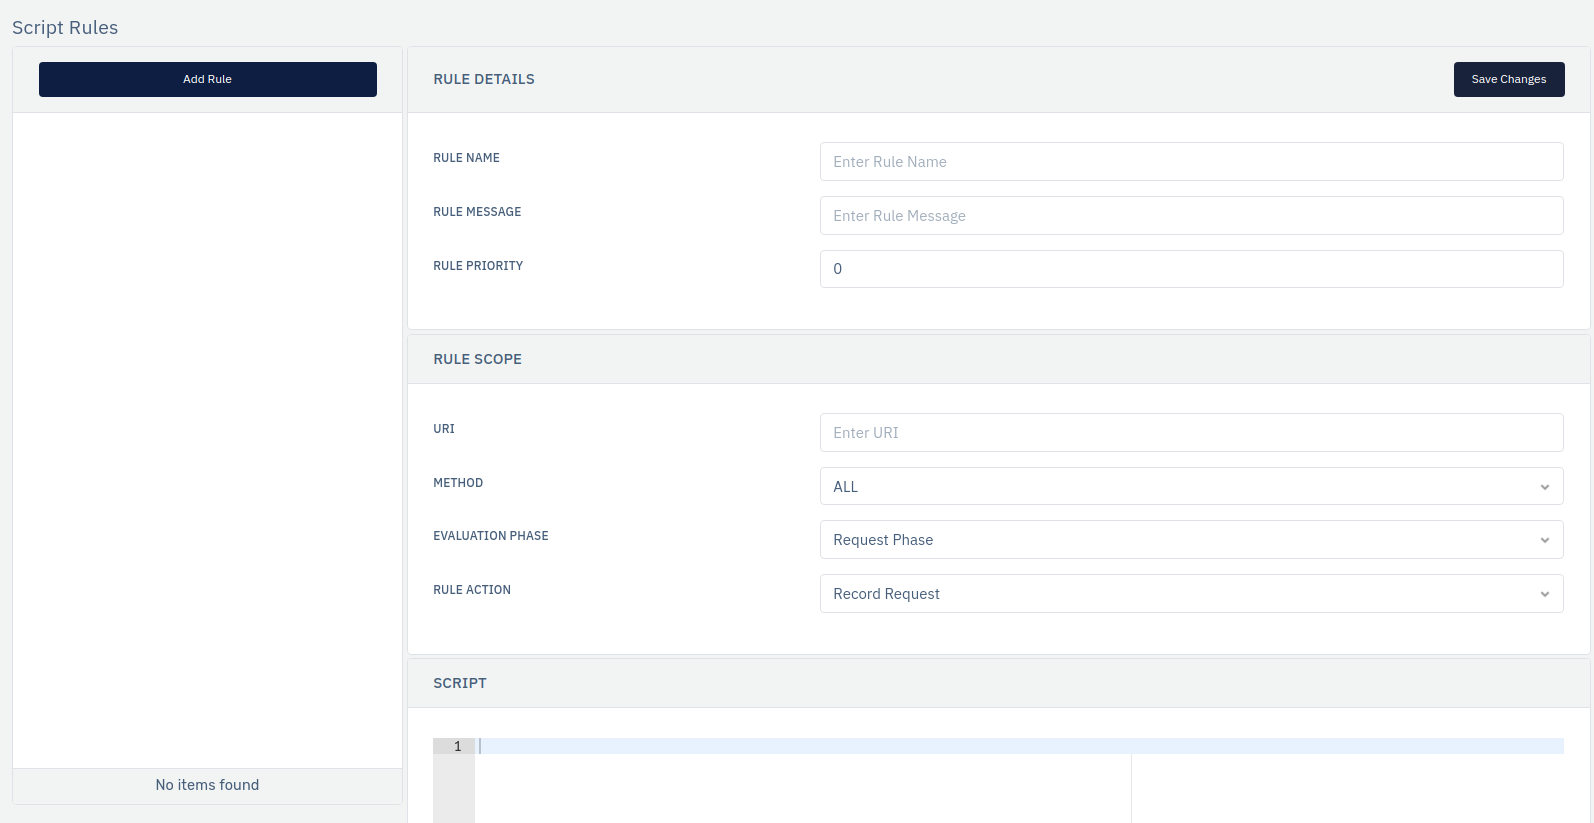 Script Rules
Add Rule
No items found
RULE DETAILS
Save Changes
RULE NAME
Enter Rule Name
RULE MESSAGE
Enter Rule Message
RULE PRIORITY
0
RULE SCOPE
URI
Enter URI
METHOD
ALL
EVALUATION PHASE
Request Phase
RULE ACTION
Record Request
SCRIPT
1